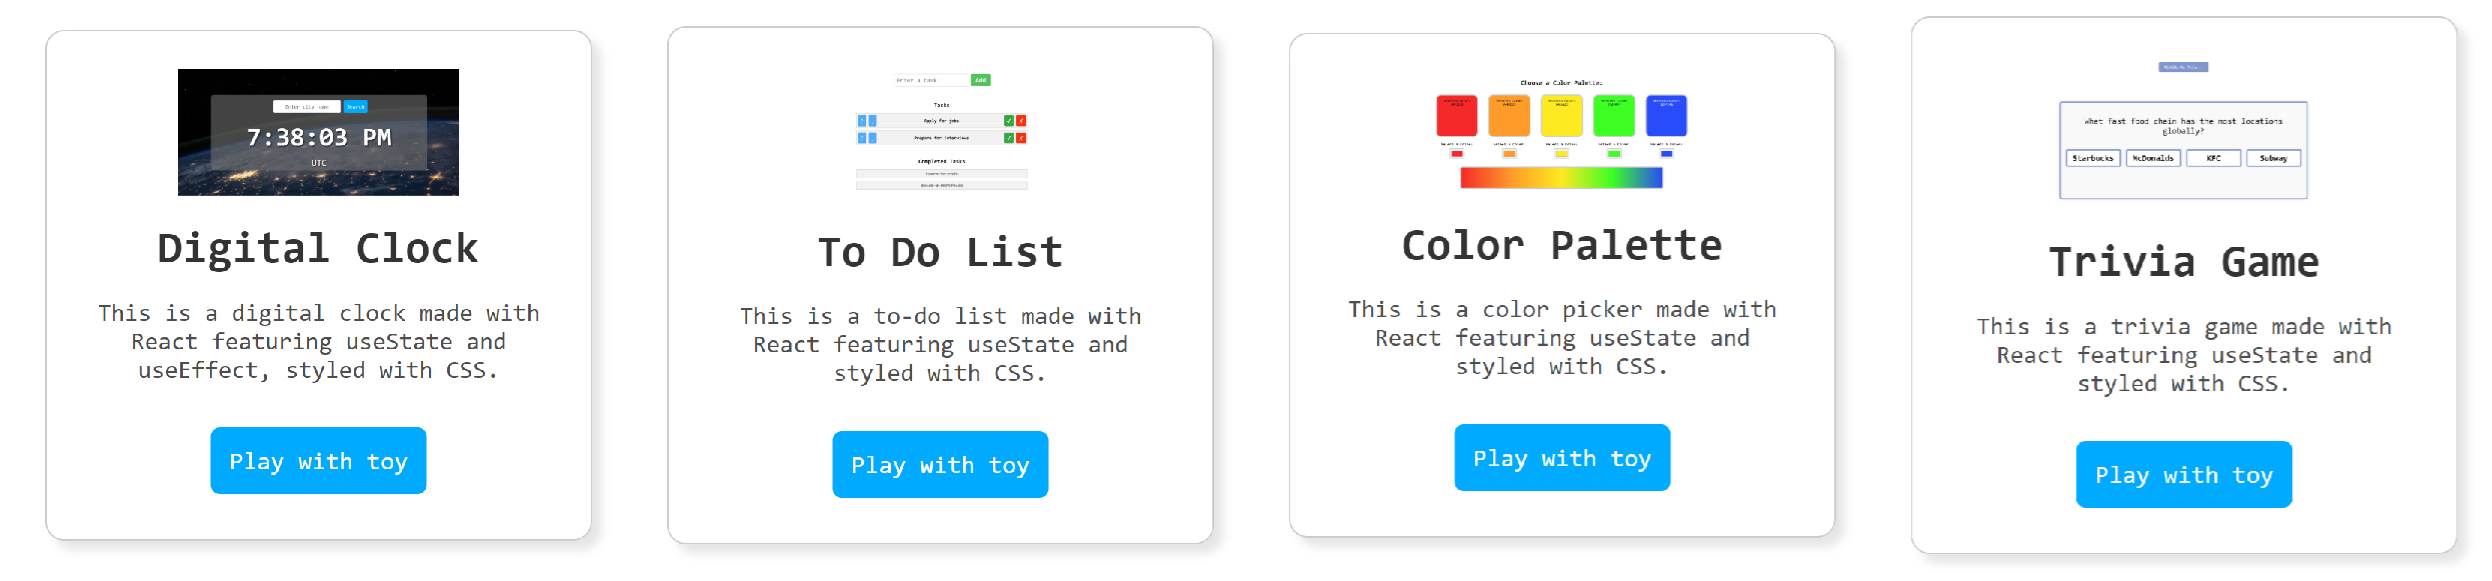 Enter city name
Search
7:38:03 PM
UTC
Digital Clock
This is a digital clock made with
React featuring useState and
useEffect, styled with CSS.
Play with toy
Enter a task
Add
Tasks
Apply for jobs
Prepare for interviews
Completed Tasks
To Do List
This is a to-do list made with
React featuring useState and
styled with CSS.
Play with toy
Choose a Color Palette:
Color Palette
This is a color picker made with
React featuring useState and
styled with CSS.
Play with toy
What fast food chain has the most locations
globally?
Starbucks
McDonalds
KFC
Subway
Trivia Game
This is a trivia game made with
React featuring useState and
styled with CSS.
Play with toy